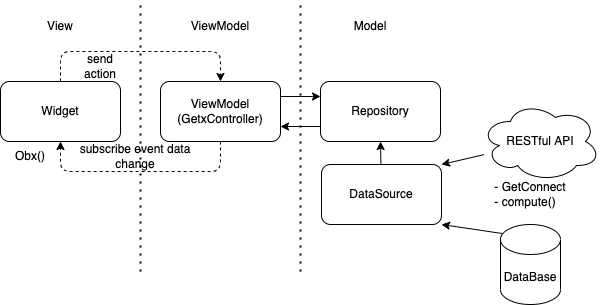 View
ViewModel
Model
send
action
Widget
ViewModel
(GetxController)
Repository
RESTful API
Obx()
subscribe event data
change
- GetConnect
- compute()
DataSource
DataBase